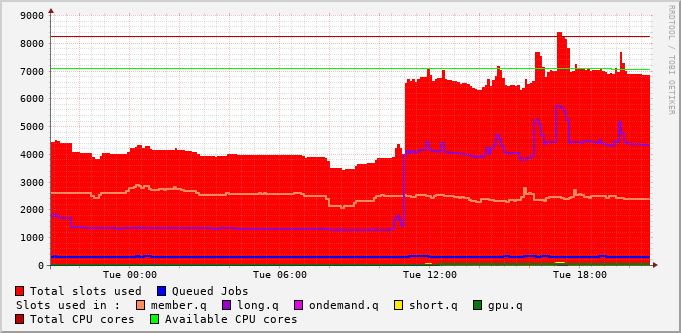 9000
8000
7000
6000
5000
4000
3000
2000
1000
0
Tue 00:00 Tue 06:00 Tue 12:00 Tue 18:00
Total slots used Queued Jobs
Slots used in : member.q long.q ondemand.q short.q gpu.q
Total CPU cores Available CPU cores
RRDTOOL / TOBI OETIKER